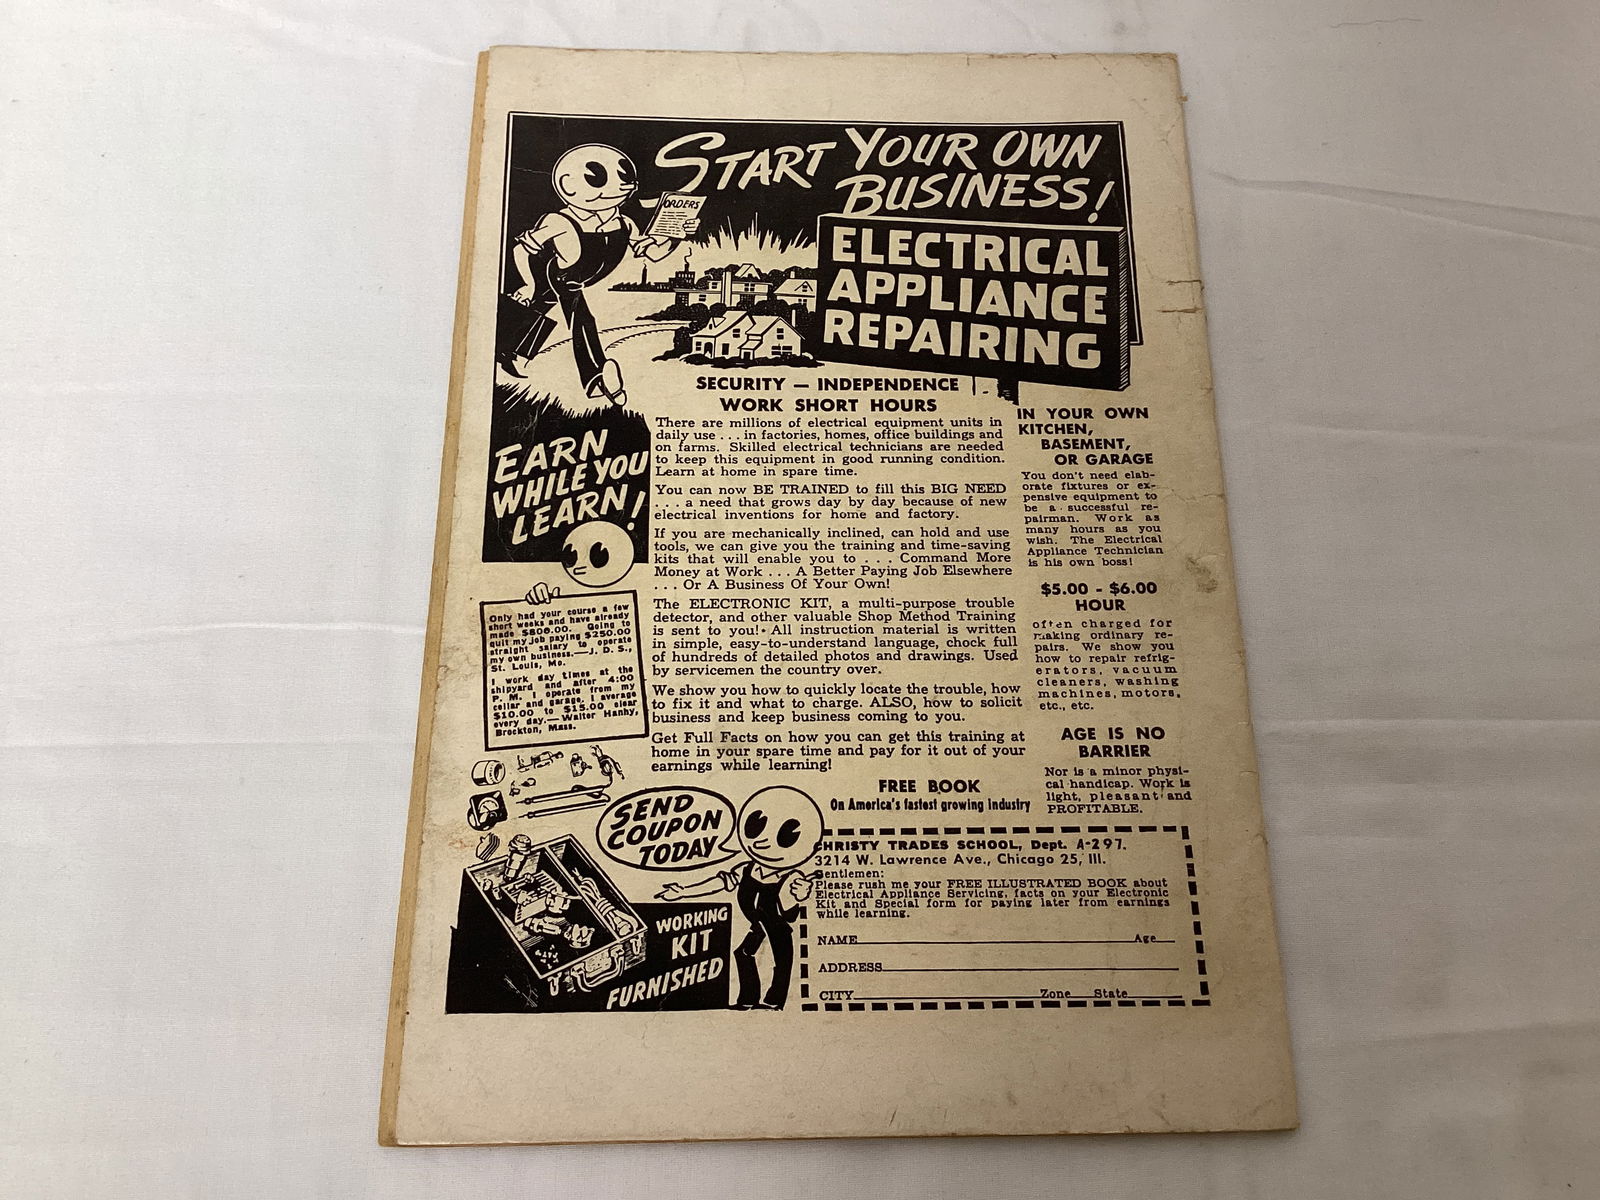 START YOUR OWN
BUSINESS!
ORDERS
ELECTRICAL
APPLIANCE
REPAIRING
SECURITY — INDEPENDENCE
WORK SHORT HOURS
There are millions of electrical equipment units in
daily use . . . in factories, homes, office buildings and
on farms. Skilled electrical technicians are needed
to keep this equipment in good running condition.
Learn at home in spare time.
You can now BE TRAINED to fill this BIG NEED
. . . a need that grows day by day because of new
electrical inventions for home and factory.
If you are mechanically inclined, can hold and use
tools, we can give you the training and time-saving
kits that will enable you to . . . Command More
Money at Work . . . A Better Paying Job Elsewhere
. . . Or A Business Of Your Own!
The ELECTRONIC KIT, a multi-purpose trouble
detector, and other valuable Shop Method Training
is sent to you! All instruction material is written
in simple, easy-to-understand language, chock full
of hundreds of detailed photos and drawings. Used
by servicemen the country over.
We show you how to quickly locate the trouble, how
to fix it and what to charge. ALSO, how to solicit
business and keep business coming to you.
Get Full Facts on how you can get this training at
home in your spare time and pay for it out of your
earnings while learning!
FREE BOOK
On America's fastest growing Industry
IN YOUR OWN
KITCHEN,
BASEMENT,
OR GARAGE
You don't need elab-
orate fixtures or ex-
pensive equipment to
be a successful re-
pairman. Work as
many hours as you
wish. The Electrical
Appliance Technician
is his own boss!
$5.00 - $6.00
HOUR
often charged for
making ordinary re-
pairs. We show you
how to repair refrig-
erators, vacuum
cleaners, washing
machines, motors,
etc., etc.
AGE IS NO
BARRIER
Nor is a minor physi-
cal handicap. Work is
light, pleasant and
PROFITABLE.
EARN
WHILE YOU
LEARN!
Only had your course a few
short weeks and have already
made $800.00. Going to
quit my job paying $250.00
straight salary to operate
my own business.—J. D. S.,
St. Louis, Mo.
I work day times at the
shipyard and after 4:00
P. M. I operate from my
cellar and garage. I average
$10.00 to $15.00 clear
every day.—Walter Hanhy,
Brockton, Mass.
SEND
COUPON
TODAY
WORKING
KIT
FURNISHED
CHRISTY TRADES SCHOOL, Dept. A-297.
3214 W. Lawrence Ave., Chicago 25, Ill.
Gentlemen:
Please rush me your FREE ILLUSTRATED BOOK about
Electrical Appliance Servicing, facts on your Electronic
Kit and Special form for paying later from earnings
while learning.
NAME Age
ADDRESS
CITY Zone State